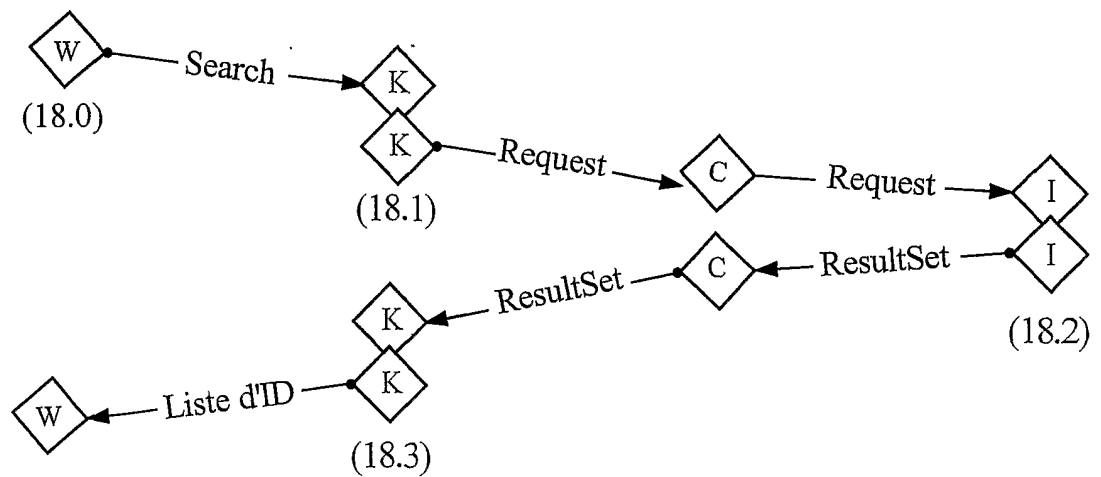 W
Search
K
(18.0)
K
Request
C
Request
I
(18.1)
I
ResultSet
C
ResultSet
K
(18.2)
K
Liste d'ID
W
(18.3)